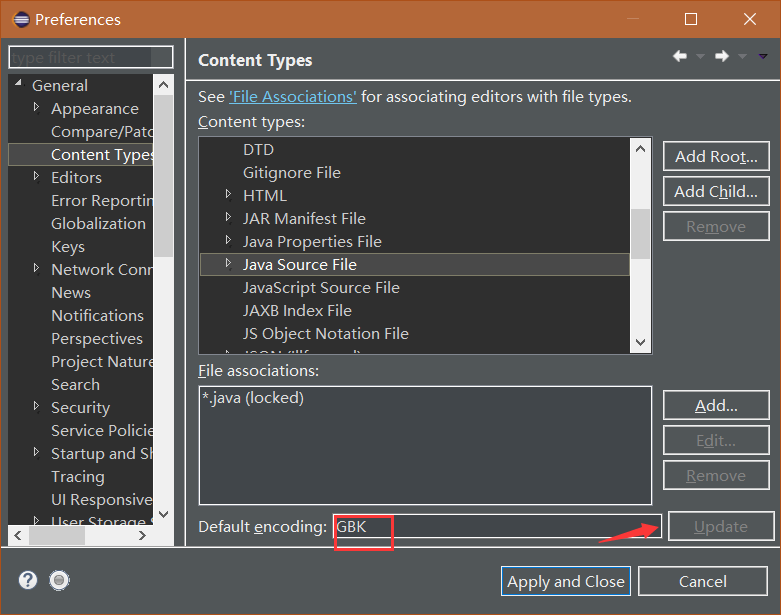 Preferences
type filter text
General
Appearance
Compare/Patc
Content Types
Editors
Error Reportin
Globalization
Keys
Network Conn
News
Notifications
Perspectives
Project Nature
Search
Security
Service Policie
Startup and Sh
Tracing
UI Responsive
User Storage S
Content Types
See 'File Associations' for associating editors with file types.
Content types:
DTD
Gitignore File
HTML
JAR Manifest File
Java Properties File
Java Source File
JavaScript Source File
JAXB Index File
JS Object Notation File
Add Root...
Add Child...
Remove
File associations:
*.java (locked)
Add...
Edit...
Remove
Default encoding: GBK
Update
Apply and Close
Cancel